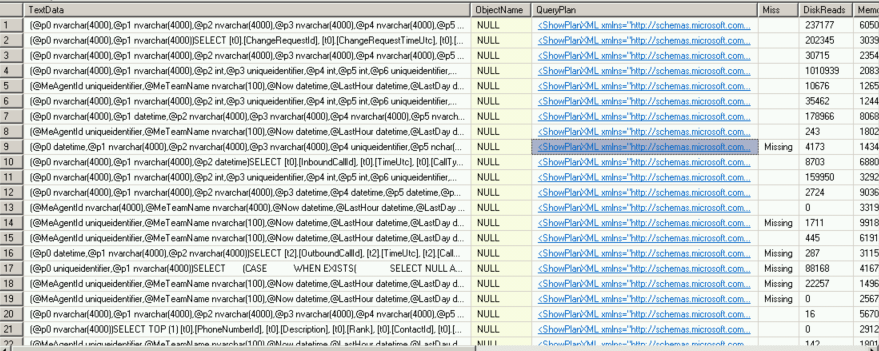 TextData ObjectName QueryPlan Miss DiskReads Memo
1 (@p0 nvarchar(4000),@p1 nvarchar(4000),@p2 nvarchar(4000),@p3 nvarchar(4000),@p4 nvarchar(4000),@p5 ... NULL <ShowPlanXML xmlns="http://schemas.microsoft.com... 237177 6050
2 (@p0 nvarchar(4000),@p1 nvarchar(4000))SELECT [t0].[ChangeRequestId], [t0].[ChangeRequestTimeUtc], [t0].[... NULL <ShowPlanXML xmlns="http://schemas.microsoft.com... 202345 3039
3 (@p0 nvarchar(4000),@p1 nvarchar(4000),@p2 nvarchar(4000),@p3 nvarchar(4000),@p4 nvarchar(4000),@p5 ... NULL <ShowPlanXML xmlns="http://schemas.microsoft.com... 30715 2354
4 (@p0 nvarchar(4000),@p1 nvarchar(4000),@p2 int,@p3 uniqueidentifier,@p4 int,@p5 int,@p6 uniqueidentifier,... NULL <ShowPlanXML xmlns="http://schemas.microsoft.com... 1010939 2083
5 (@MeAgentId uniqueidentifier,@MeTeamName nvarchar(100),@Now datetime,@LastHour datetime,@LastDay d... NULL <ShowPlanXML xmlns="http://schemas.microsoft.com... 10676 1265
6 (@p0 nvarchar(4000),@p1 nvarchar(4000),@p2 int,@p3 uniqueidentifier,@p4 int,@p5 int,@p6 uniqueidentifier,... NULL <ShowPlanXML xmlns="http://schemas.microsoft.com... 35462 1244
7 (@p0 nvarchar(4000),@p1 datetime,@p2 nvarchar(4000),@p3 nvarchar(4000),@p4 nvarchar(4000),@p5 nvarch... NULL <ShowPlanXML xmlns="http://schemas.microsoft.com... 178966 8068
8 (@MeAgentId uniqueidentifier,@MeTeamName nvarchar(100),@Now datetime,@LastHour datetime,@LastDay d... NULL <ShowPlanXML xmlns="http://schemas.microsoft.com... 243 1802
9 (@p0 datetime,@p1 nvarchar(4000),@p2 nvarchar(4000),@p3 nvarchar(4000),@p4 uniqueidentifier,@p5 nchar(... NULL <ShowPlanXML xmlns="http://schemas.microsoft.com... Missing 4173 1434
10 (@p0 nvarchar(4000),@p1 nvarchar(4000),@p2 datetime)SELECT [t0].[InboundCallId], [t0].[TimeUtc], [t0].[CallTy... NULL <ShowPlanXML xmlns="http://schemas.microsoft.com... 8703 6880
11 (@p0 nvarchar(4000),@p1 nvarchar(4000),@p2 int,@p3 uniqueidentifier,@p4 int,@p5 int,@p6 uniqueidentifier,... NULL <ShowPlanXML xmlns="http://schemas.microsoft.com... 159950 3292
12 (@p0 nvarchar(4000),@p1 nvarchar(4000),@p2 nvarchar(4000),@p3 datetime,@p4 datetime,@p5 datetime,@p... NULL <ShowPlanXML xmlns="http://schemas.microsoft.com... 2724 9036
13 (@MeAgentId nvarchar(4000),@MeTeamName nvarchar(4000),@Now datetime,@LastHour datetime,@LastDay ... NULL <ShowPlanXML xmlns="http://schemas.microsoft.com... 0 3319
14 (@MeAgentId uniqueidentifier,@MeTeamName nvarchar(100),@Now datetime,@LastHour datetime,@LastDay d... NULL <ShowPlanXML xmlns="http://schemas.microsoft.com... Missing 1711 9918
15 (@MeAgentId uniqueidentifier,@MeTeamName nvarchar(100),@Now datetime,@LastHour datetime,@LastDay d... NULL <ShowPlanXML xmlns="http://schemas.microsoft.com... 445 6191
16 (@p0 datetime,@p1 nvarchar(4000),@p2 nvarchar(4000))SELECT [t2].[OutboundCallId], [t2].[TimeUtc], [t2].[Call... NULL <ShowPlanXML xmlns="http://schemas.microsoft.com... Missing 287 3115
17 (@p0 uniqueidentifier,@p1 nvarchar(4000))SELECT (CASE WHEN EXISTS( SELECT NULL A... NULL <ShowPlanXML xmlns="http://schemas.microsoft.com... Missing 88168 4167
18 (@MeAgentId uniqueidentifier,@MeTeamName nvarchar(100),@Now datetime,@LastHour datetime,@LastDay d... NULL <ShowPlanXML xmlns="http://schemas.microsoft.com... Missing 22257 1496
19 (@MeAgentId uniqueidentifier,@MeTeamName nvarchar(100),@Now datetime,@LastHour datetime,@LastDay d... NULL <ShowPlanXML xmlns="http://schemas.microsoft.com... Missing 0 2567
20 (@p0 nvarchar(4000),@p1 nvarchar(4000),@p2 nvarchar(4000),@p3 nvarchar(4000),@p4 nvarchar(4000),@p5 ... NULL <ShowPlanXML xmlns="http://schemas.microsoft.com... 16 5670
21 (@p0 nvarchar(4000))SELECT TOP (1) [t0].[PhoneNumberId], [t0].[Description], [t0].[Rank], [t0].[ContactId], [t0].[... NULL <ShowPlanXML xmlns="http://schemas.microsoft.com... 0 2912
22 (@MeAgentId uniqueidentifier,@MeTeamName nvarchar(100),@Now datetime,@LastHour datetime,@LastDay d... NULL <ShowPlanXML xmlns="http://schemas.microsoft.com... 142 1801